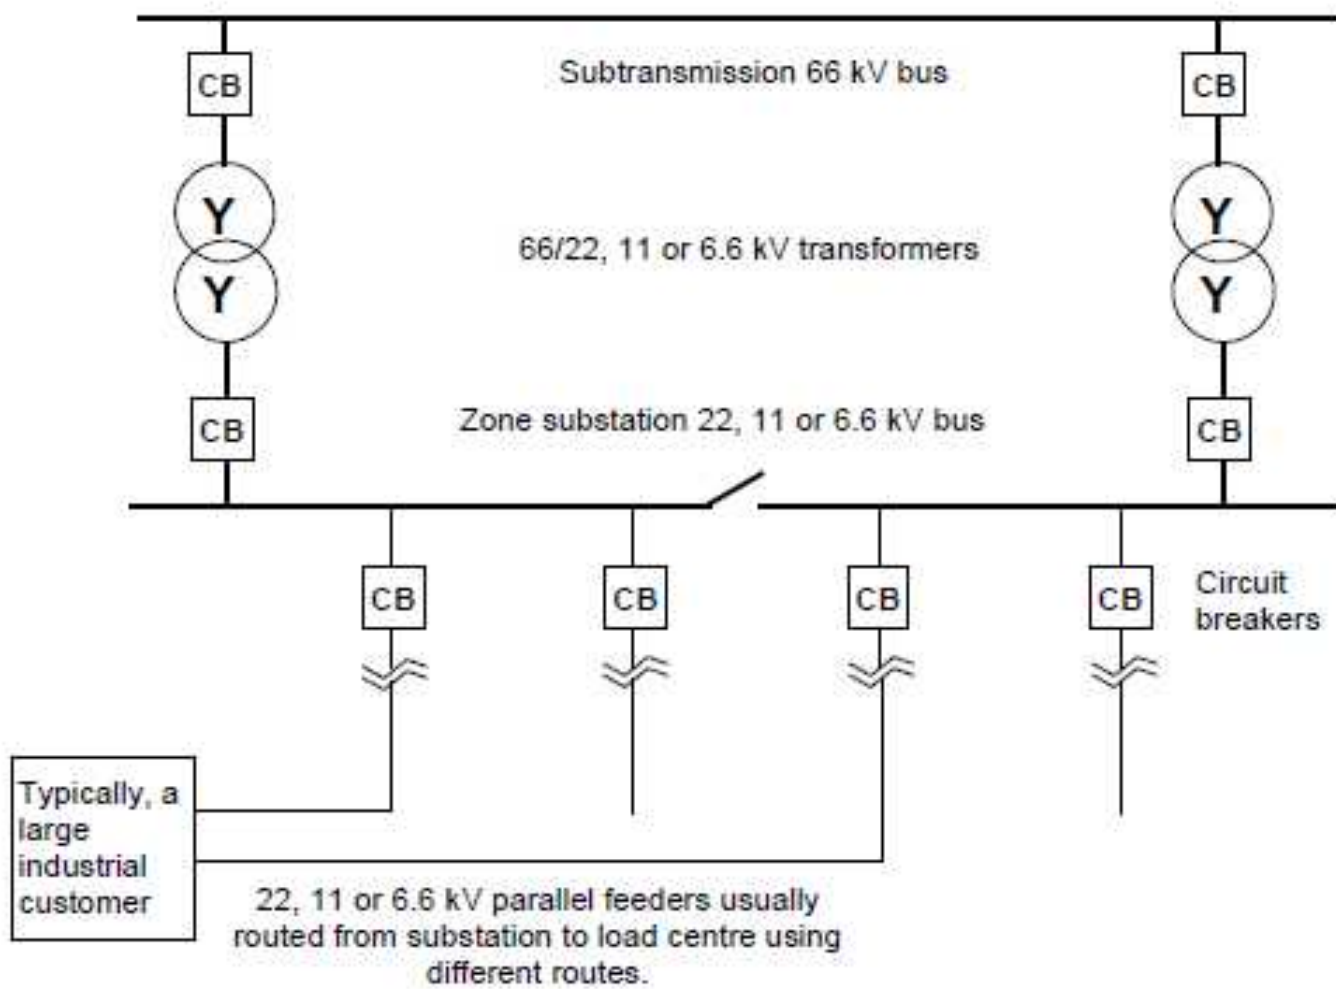 CB
Subtransmission 66 kV bus
CB
Y
Y
66/22, 11 or 6.6 kV transformers
Y
Y
CB
Zone substation 22, 11 or 6.6 kV bus
CB
CB
CB
CB
CB
Circuit
breakers
Typically, a
large
industrial
customer
22, 11 or 6.6 kV parallel feeders usually
routed from substation to load centre using
different routes.